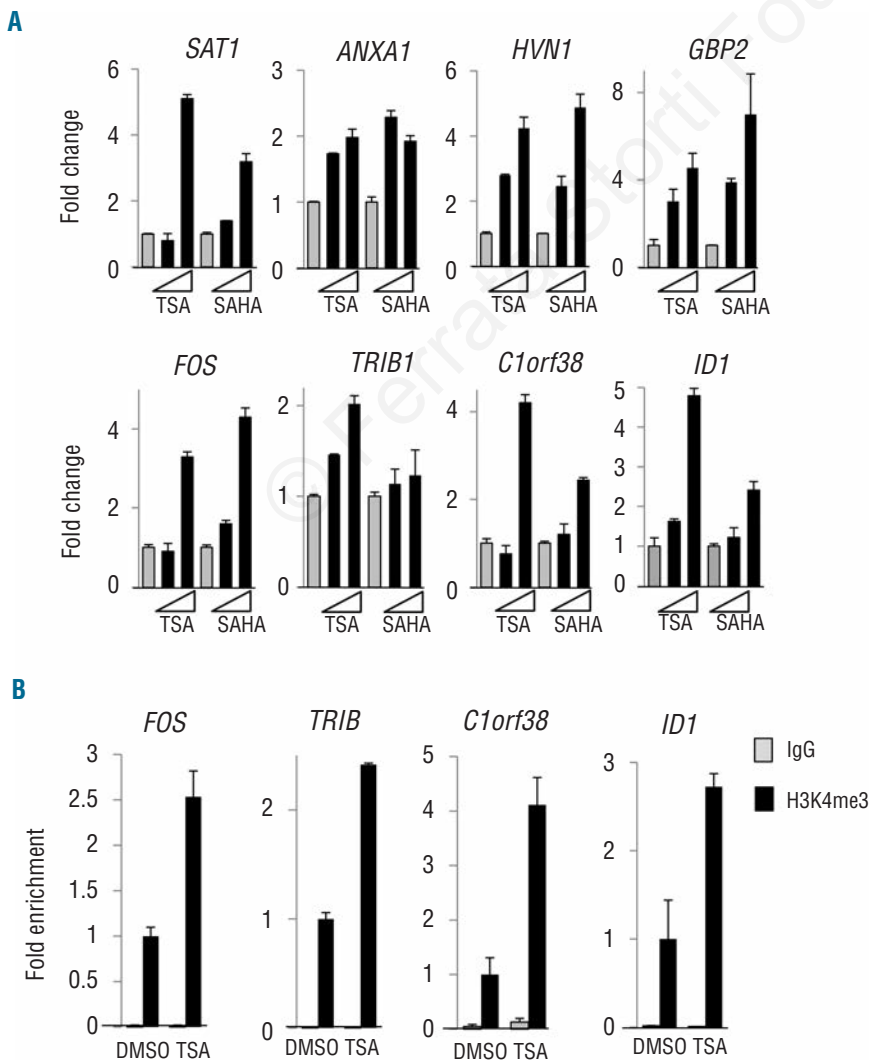 A
SAT1 ANXA1 HVN1 GBP2
Fold change
6
4
2
0
TSA SAHA
3
2
1
0
TSA SAHA
6
4
2
0
TSA SAHA
8
4
0
TSA SAHA
© Ferrata Storti Fou
FOS TRIB1 C1orf38 ID1
Fold change
4
2
0
TSA SAHA
2
1
0
TSA SAHA
4
2
0
TSA SAHA
5
4
3
2
1
0
TSA SAHA
B
FOS TRIB C1orf38 ID1
Fold enrichment
3
2.5
2
1.5
1
0.5
0
DMSO TSA
2
1
0
DMSO TSA
5
4
3
2
1
0
DMSO TSA
3
2
1
0
DMSO TSA
IgG
H3K4me3